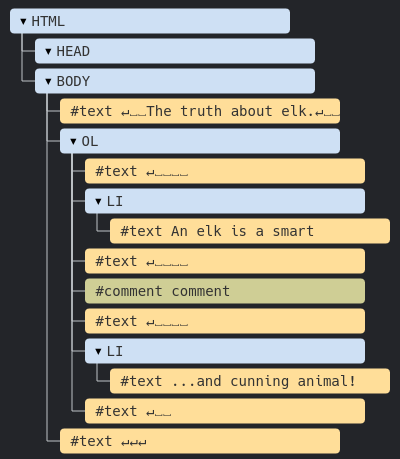 ▾ HTML
▾ HEAD
▾ BODY
#text ↵␣␣The truth about elk.↵␣␣
▾ OL
#text ↵␣␣␣␣
▾ LI
#text An elk is a smart
#text ↵␣␣␣␣
#comment comment
#text ↵␣␣␣␣
▾ LI
#text ...and cunning animal!
#text ↵␣␣
#text ↵↵↵